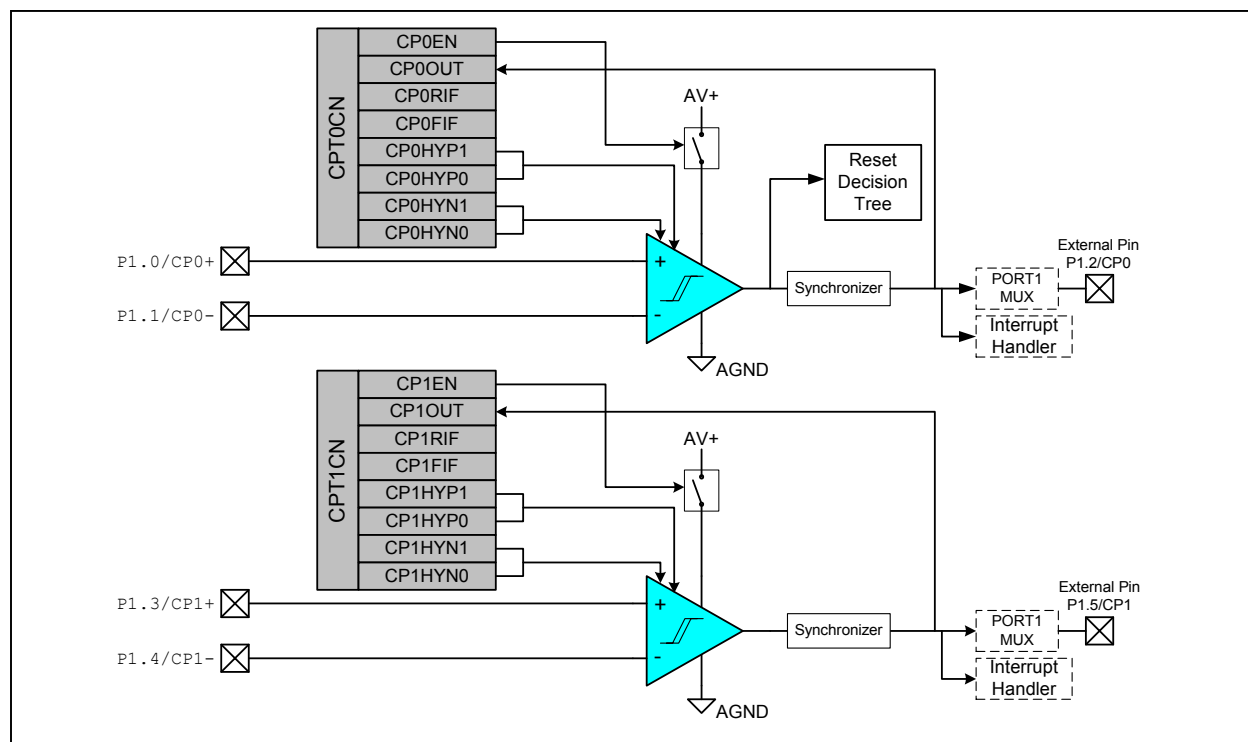 CPT0CN
CP0EN
CP0OUT
CP0RIF
CP0FIF
CP0HYP1
CP0HYP0
CP0HYN1
CP0HYN0
AV+
Reset
Decision
Tree
P1.0/CP0+
P1.1/CP0-
+
-
Synchronizer
PORT1
MUX
External Pin
P1.2/CP0
Interrupt
Handler
AGND
CPT1CN
CP1EN
CP1OUT
CP1RIF
CP1FIF
CP1HYP1
CP1HYP0
CP1HYN1
CP1HYN0
AV+
P1.3/CP1+
P1.4/CP1-
+
-
Synchronizer
PORT1
MUX
External Pin
P1.5/CP1
Interrupt
Handler
AGND